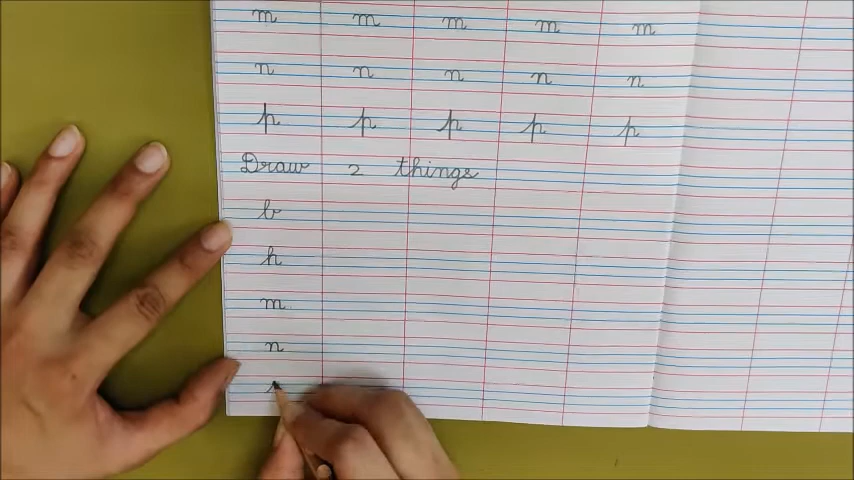 m m m m m
n n n n n
p p p p p
Draw 2 things
b
h
m
n